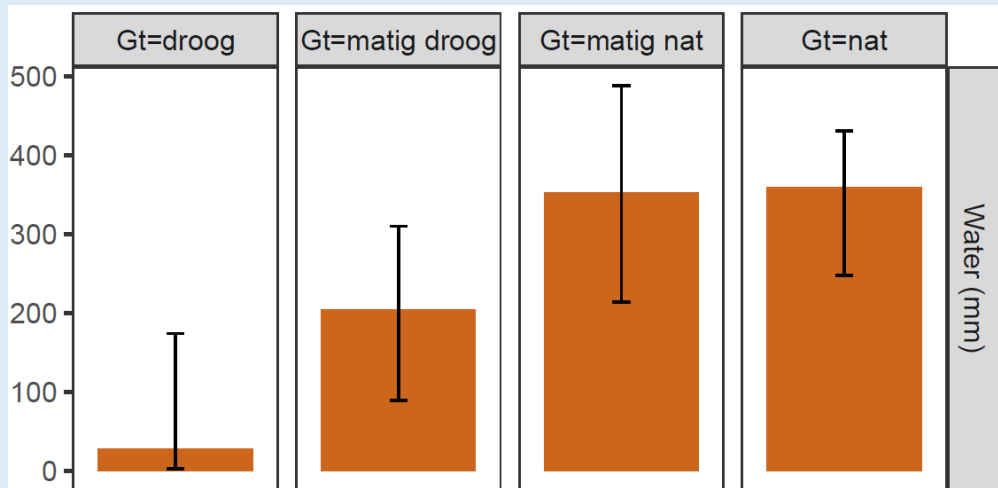 Gt=droog
Gt=matig droog
Gt=matig nat
Gt=nat
500
400
300
200
100
0
Water (mm)